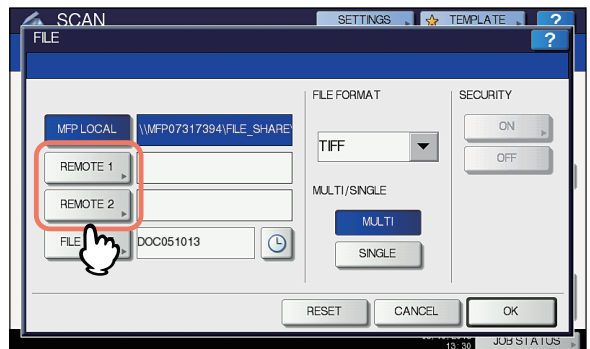 SCAN
SETTINGS
TEMPLATE
?
FILE
?
FILE FORMAT
SECURITY
MFP LOCAL
\\MFP07317394\FILE_SHARE\
ON
TIFF
OFF
REMOTE 1
REMOTE 2
MULTI/SINGLE
MULTI
FILE
DOC051013
SINGLE
RESET
CANCEL
OK
13:30
JOB STATUS